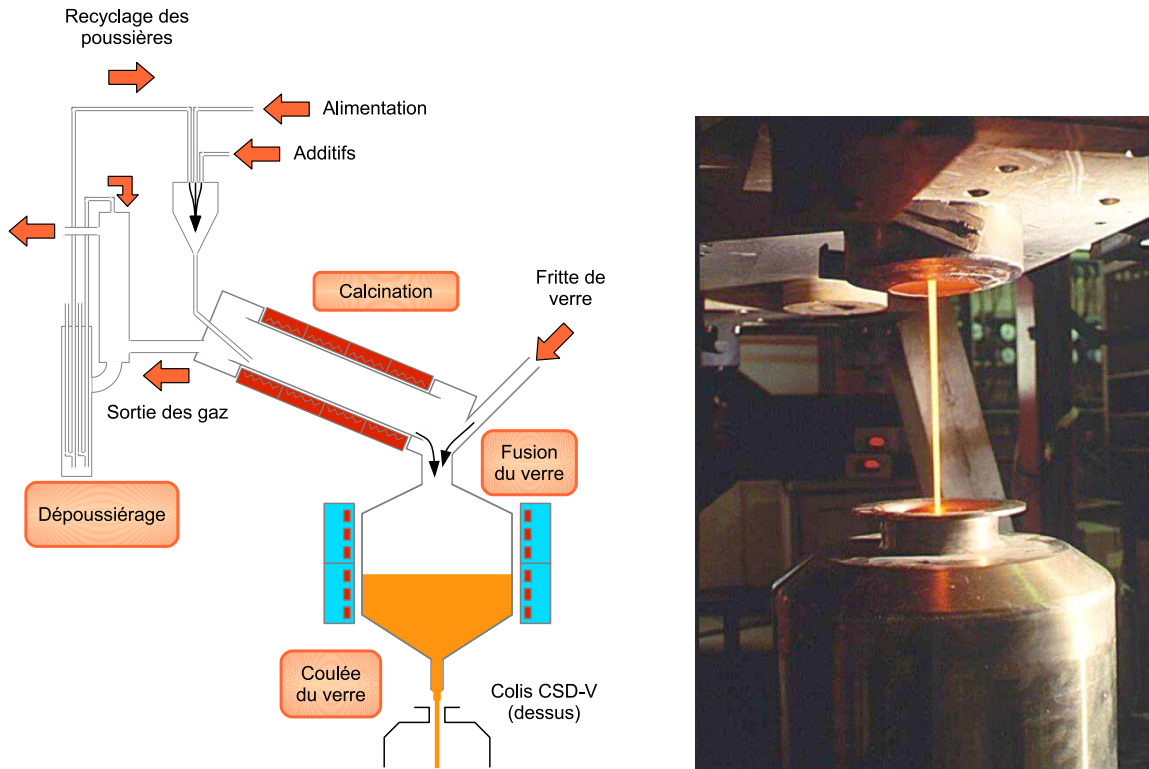 Recyclage des
poussières
Alimentation
Additifs
Calcination
Fritte de
verre
Sortie des gaz
Fusion
du verre
Dépoussiérage
Coulée
du verre
Colis CSD-V
(dessus)